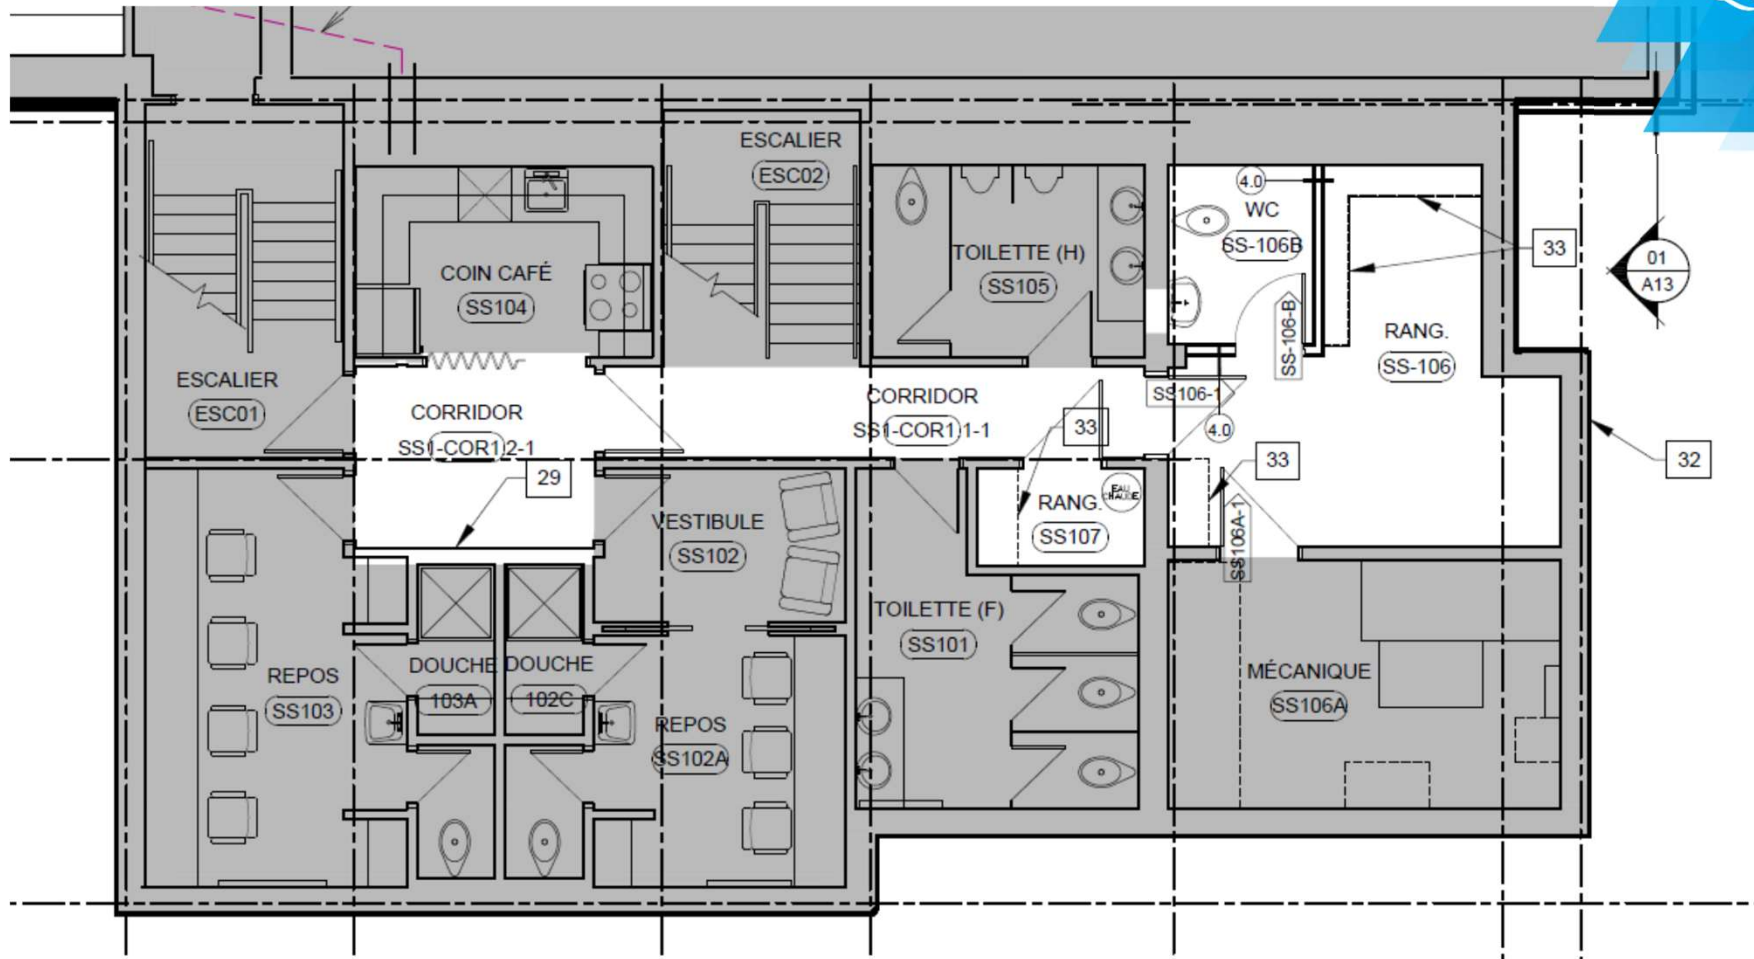 ESCALIER
ESC02
4.0
WC
SS-106B
33
01
A13
TOILETTE (H)
SS105
COIN CAFÉ
SS104
SS-106-B
RANG.
SS-106
ESCALIER
ESC01
CORRIDOR
SS1-COR1.2-1
CORRIDOR
SS1-COR1.1-1
SS106-1
4.0
33
33
32
29
EAU
CHAUDE
RANG.
SS107
VESTIBULE
SS102
SS106A-1
TOILETTE (F)
SS101
REPOS
SS103
DOUCHE
103A
DOUCHE
102C
REPOS
SS102A
MÉCANIQUE
SS106A